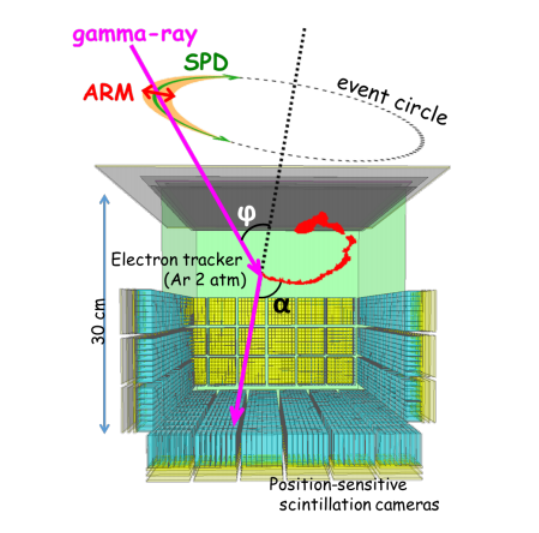 gamma-ray
SPD
ARM
event circle
φ
Electron tracker
(Ar 2 atm)
α
30 cm
Position-sensitive
scintillation cameras